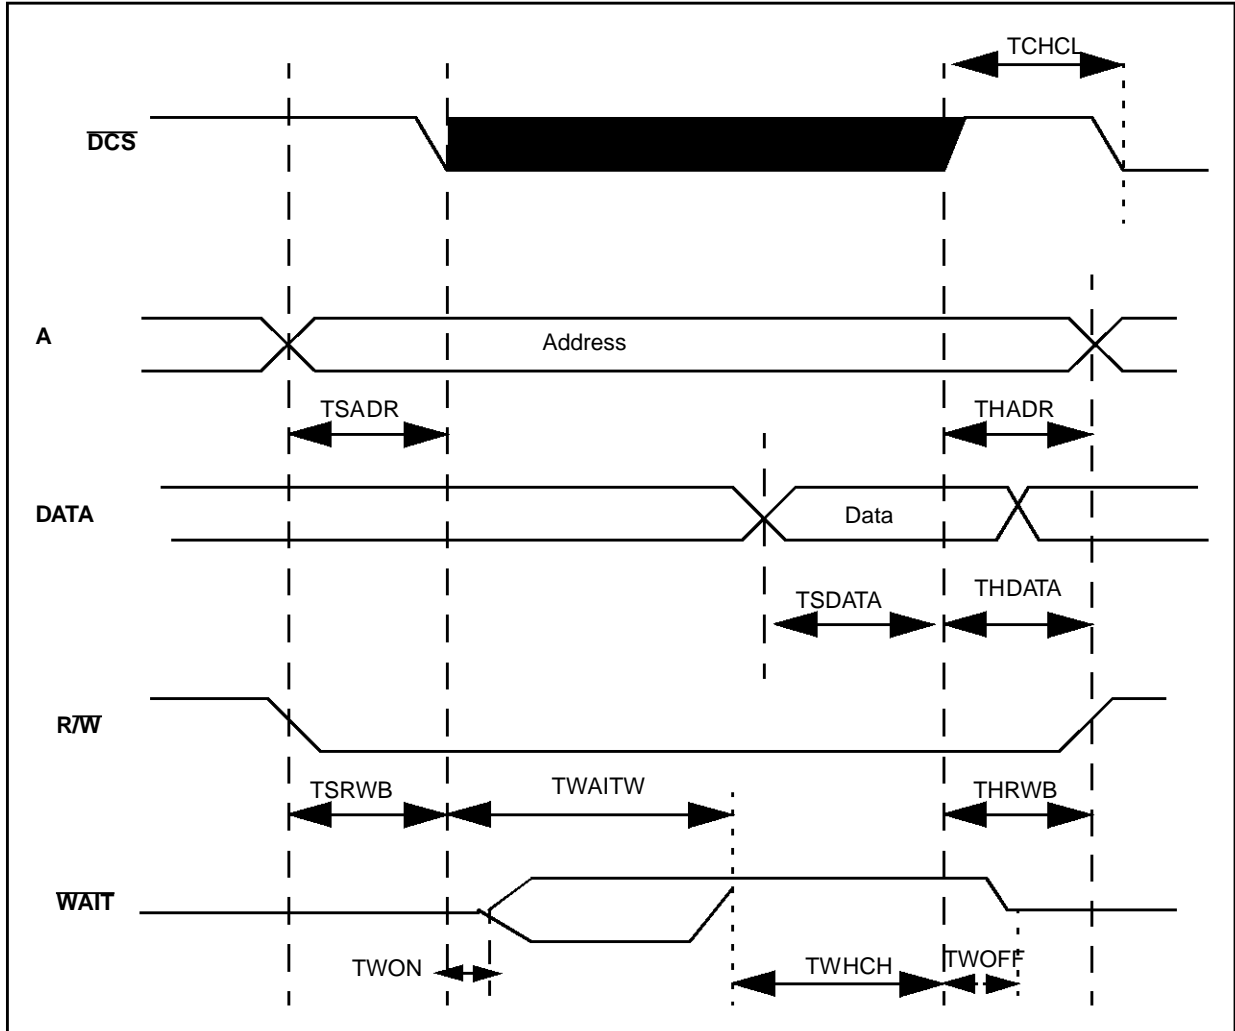 TCHCL
DCS
A
Address
TSADR
THADR
DATA
Data
TSDATA
THDATA
R/W
TSRWB
TWAITW
THRWB
WAIT
TWON
TWHCH
TWOFF